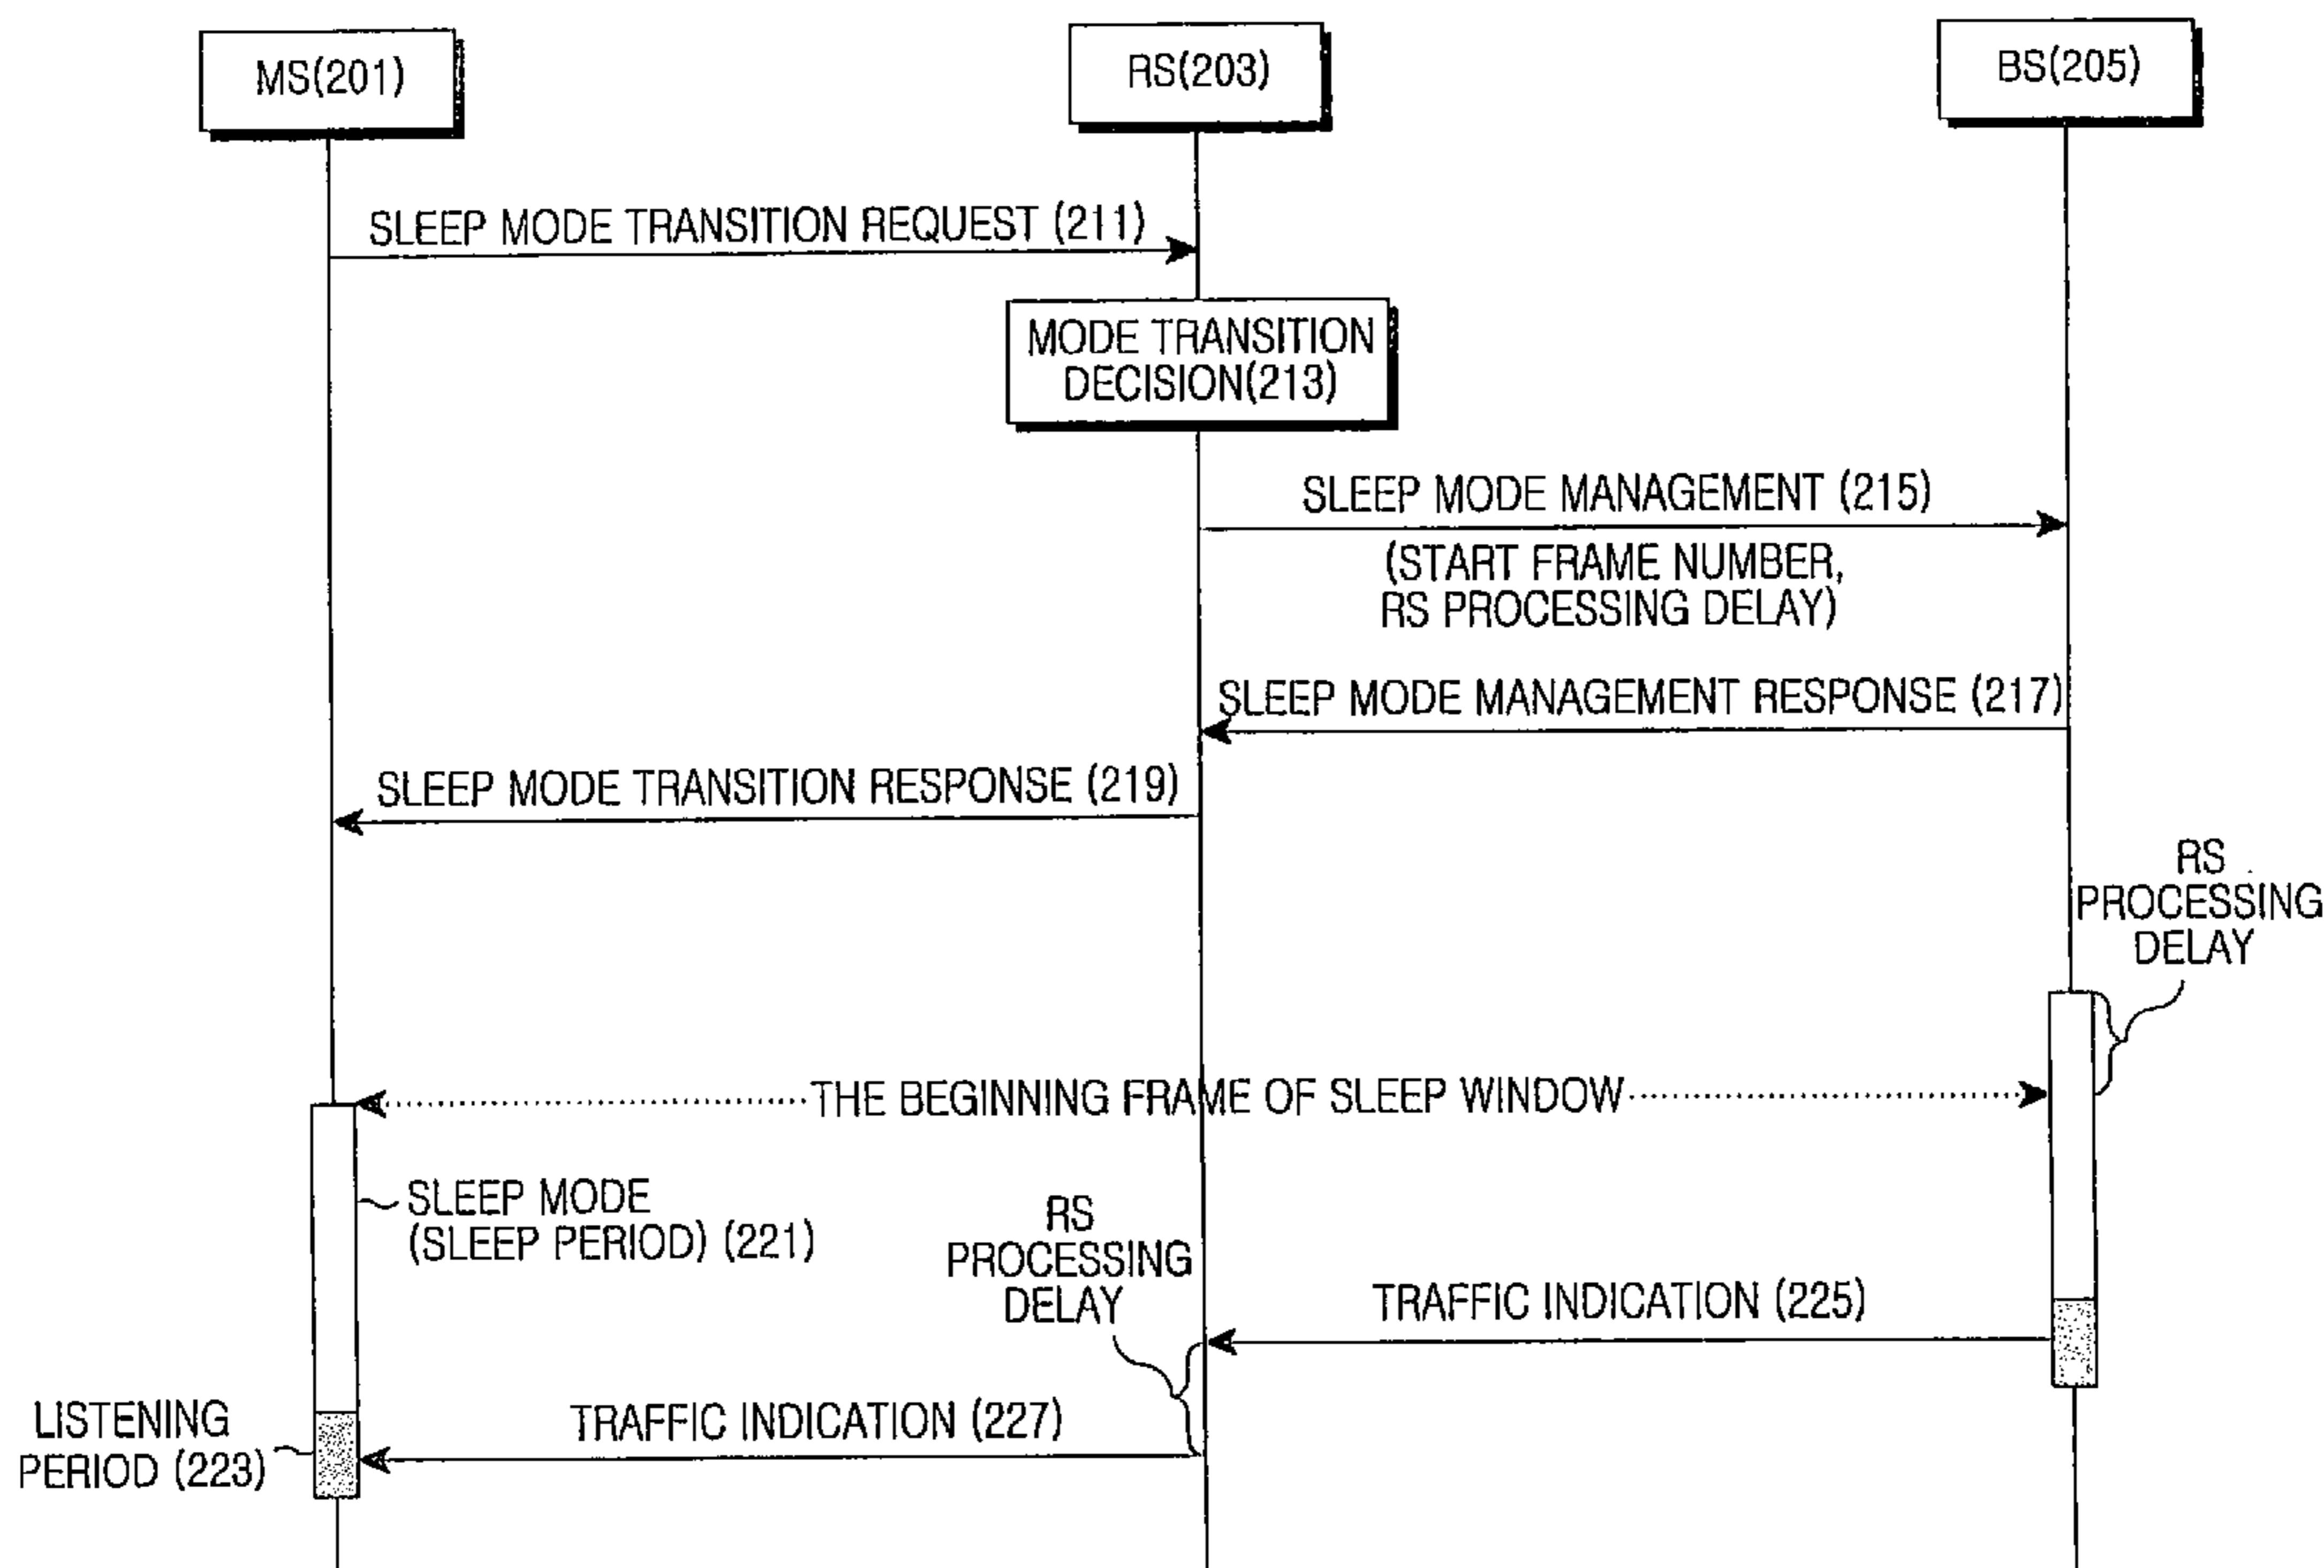 MS(201)
RS(203)
BS(205)
SLEEP MODE TRANSITION REQUEST (211)
MODE TRANSITION
DECISION(213)
SLEEP MODE MANAGEMENT (215)
(START FRAME NUMBER,
RS PROCESSING DELAY)
SLEEP MODE MANAGEMENT RESPONSE (217)
SLEEP MODE TRANSITION RESPONSE (219)
RS
PROCESSING
DELAY
THE BEGINNING FRAME OF SLEEP WINDOW
SLEEP MODE
(SLEEP PERIOD) (221)
RS
PROCESSING
DELAY
TRAFFIC INDICATION (225)
LISTENING
PERIOD (223)
TRAFFIC INDICATION (227)